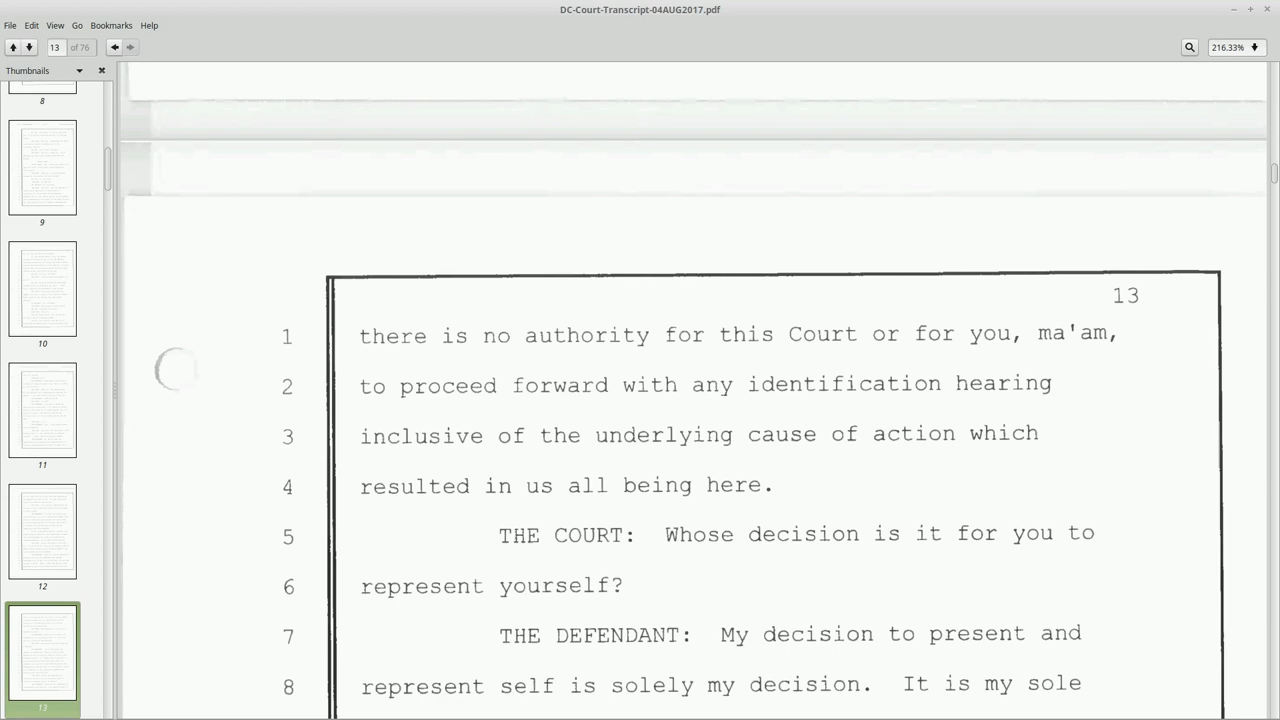 DC-Court-Transcript-04AUG2017.pdf
File Edit View Go Bookmarks Help
13 of 76
216.33%
Thumbnails
8
9
10
11
12
13
13
1 there is no authority for this Court or for you, ma'am,
2 to proceed forward with any identification hearing
3 inclusive of the underlying cause of action which
4 resulted in us all being here.
5 THE COURT: Whose decision is it for you to
6 represent yourself?
7 THE DEFENDANT: My decision to present and
8 represent self is solely my decision. It is my sole